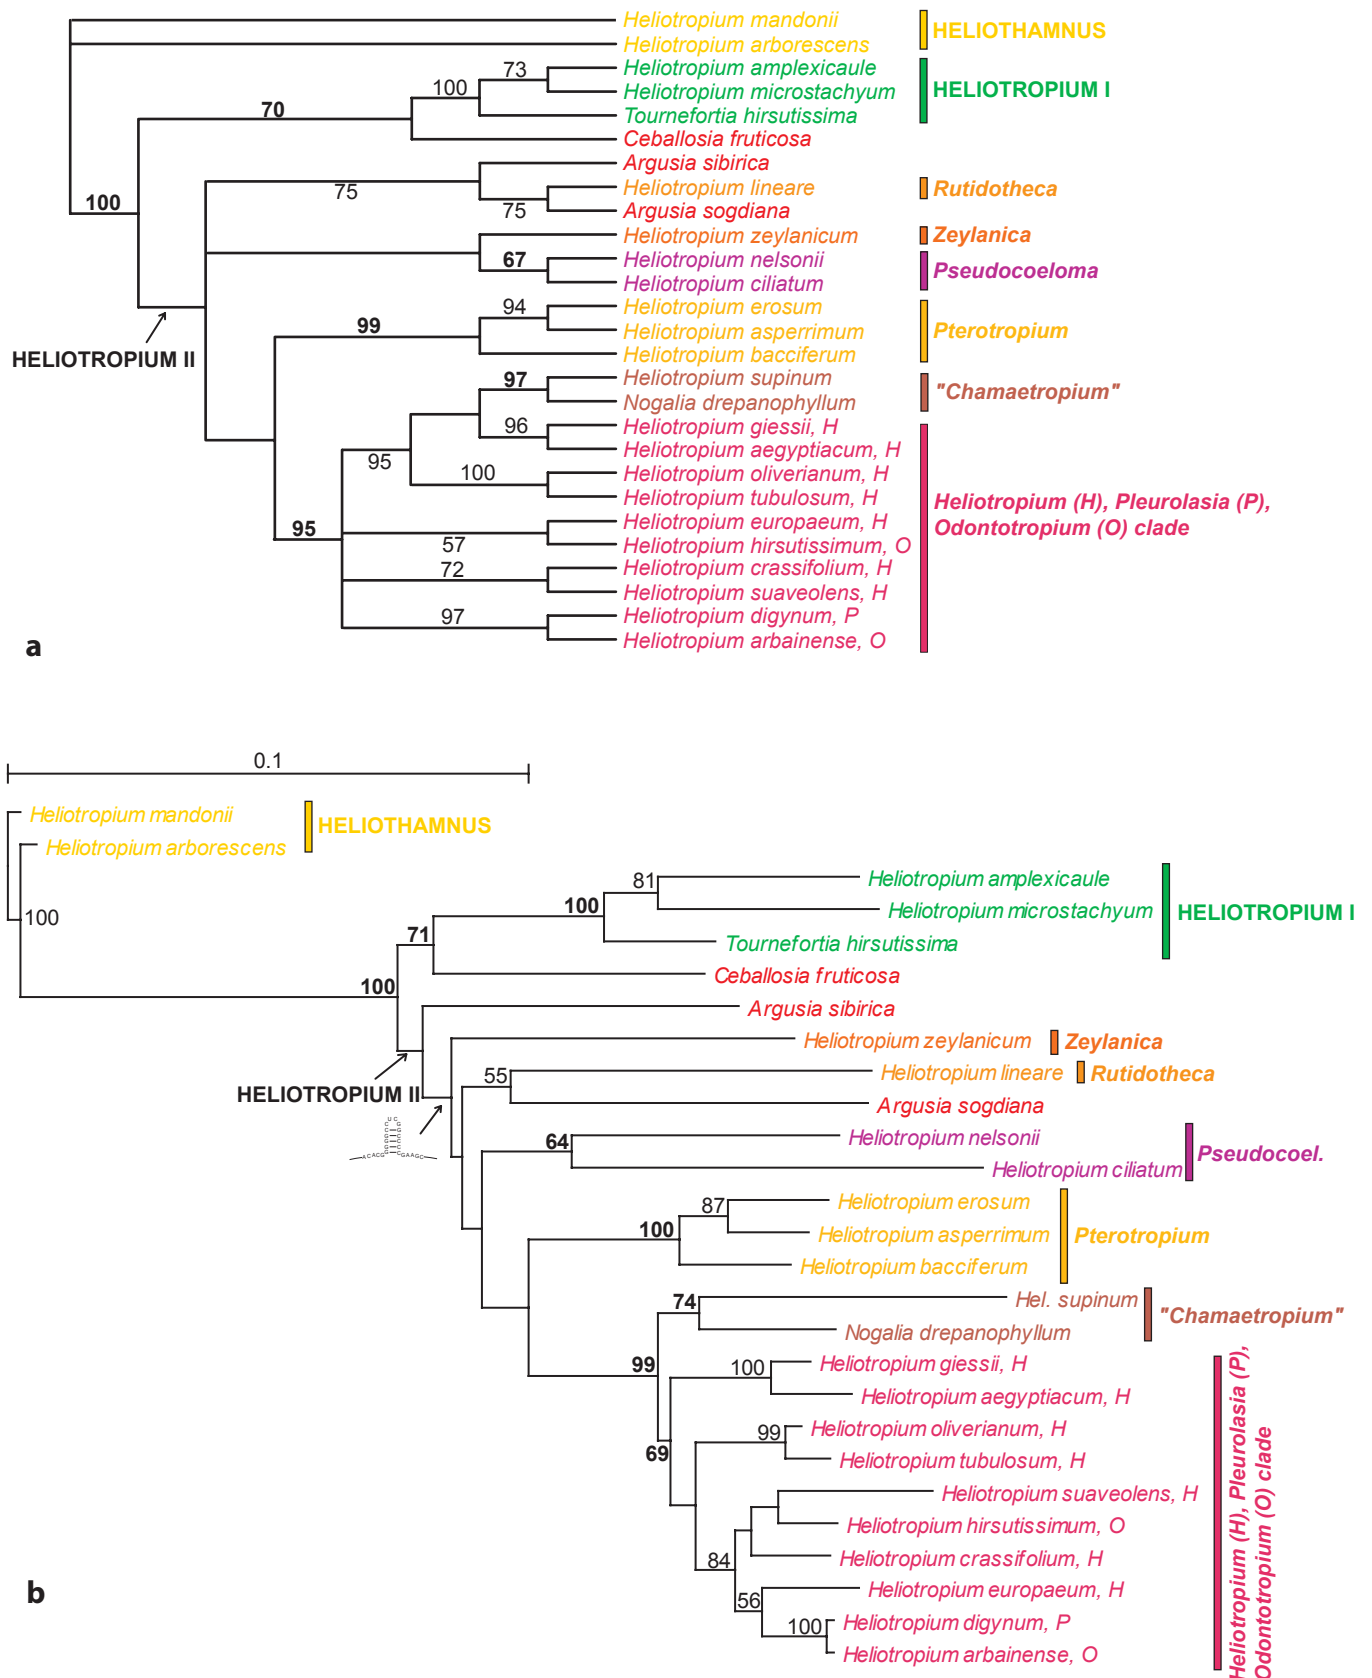 Heliotropium mandonii
HELIOTHAMNUS
Heliotropium arborescens
73
Heliotropium amplexicaule
100
Heliotropium microstachyum
HELIOTROPIUM I
70
Tournefortia hirsutissima
Ceballosia fruticosa
Argusia sibirica
75
Heliotropium lineare
Rutidotheca
100
75
Argusia sogdiana
Heliotropium zeylanicum
Zeylanica
67
Heliotropium nelsonii
Pseudocoeloma
Heliotropium ciliatum
94
Heliotropium erosum
99
Heliotropium asperrimum
Pterotropium
HELIOTROPIUM II
Heliotropium bacciferum
97
Heliotropium supinum
"Chamaetropium"
Nogalia drepanophyllum
96
Heliotropium giessii, H
Heliotropium aegyptiacum, H
95
100
Heliotropium oliverianum, H
Heliotropium tubulosum, H
Heliotropium (H), Pleurolasia (P),
Odontotropium (O) clade
95
Heliotropium europaeum, H
57
Heliotropium hirsutissimum, O
72
Heliotropium crassifolium, H
Heliotropium suaveolens, H
97
Heliotropium digynum, P
Heliotropium arbainense, O
a
0.1
Heliotropium mandonii
HELIOTHAMNUS
Heliotropium arborescens
81
Heliotropium amplexicaule
100
Heliotropium microstachyum
HELIOTROPIUM I
100
71
Tournefortia hirsutissima
Ceballosia fruticosa
100
Argusia sibirica
Heliotropium zeylanicum
Zeylanica
HELIOTROPIUM II
55
Heliotropium lineare
Rutidotheca
Argusia sogdiana
64
Heliotropium nelsonii
Pseudocoel.
Heliotropium ciliatum
87
Heliotropium erosum
100
Heliotropium asperrimum
Pterotropium
Heliotropium bacciferum
74
Hel. supinum
"Chamaetropium"
Nogalia drepanophyllum
99
100
Heliotropium giessii, H
Heliotropium aegyptiacum, H
99
Heliotropium oliverianum, H
69
Heliotropium tubulosum, H
Heliotropium suaveolens, H
Heliotropium hirsutissimum, O
84
Heliotropium crassifolium, H
56
Heliotropium europaeum, H
100
Heliotropium digynum, P
Heliotropium arbainense, O
Heliotropium (H), Pleurolasia (P),
Odontotropium (O) clade
b